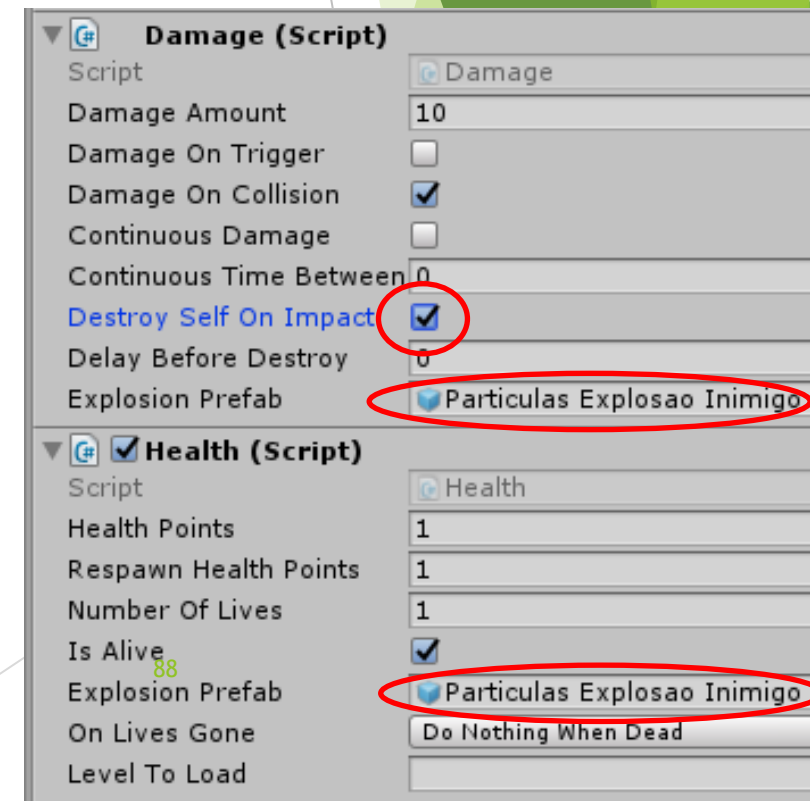 Damage (Script)
Script Damage
Damage Amount 10
Damage On Trigger
Damage On Collision
Continuous Damage
Continuous Time Between 0
Destroy Self On Impact
Delay Before Destroy 0
Explosion Prefab Particulas Explosao Inimigo
Health (Script)
Script Health
Health Points 1
Respawn Health Points 1
Number Of Lives 1
Is Alive
88
Explosion Prefab Particulas Explosao Inimigo
On Lives Gone Do Nothing When Dead
Level To Load